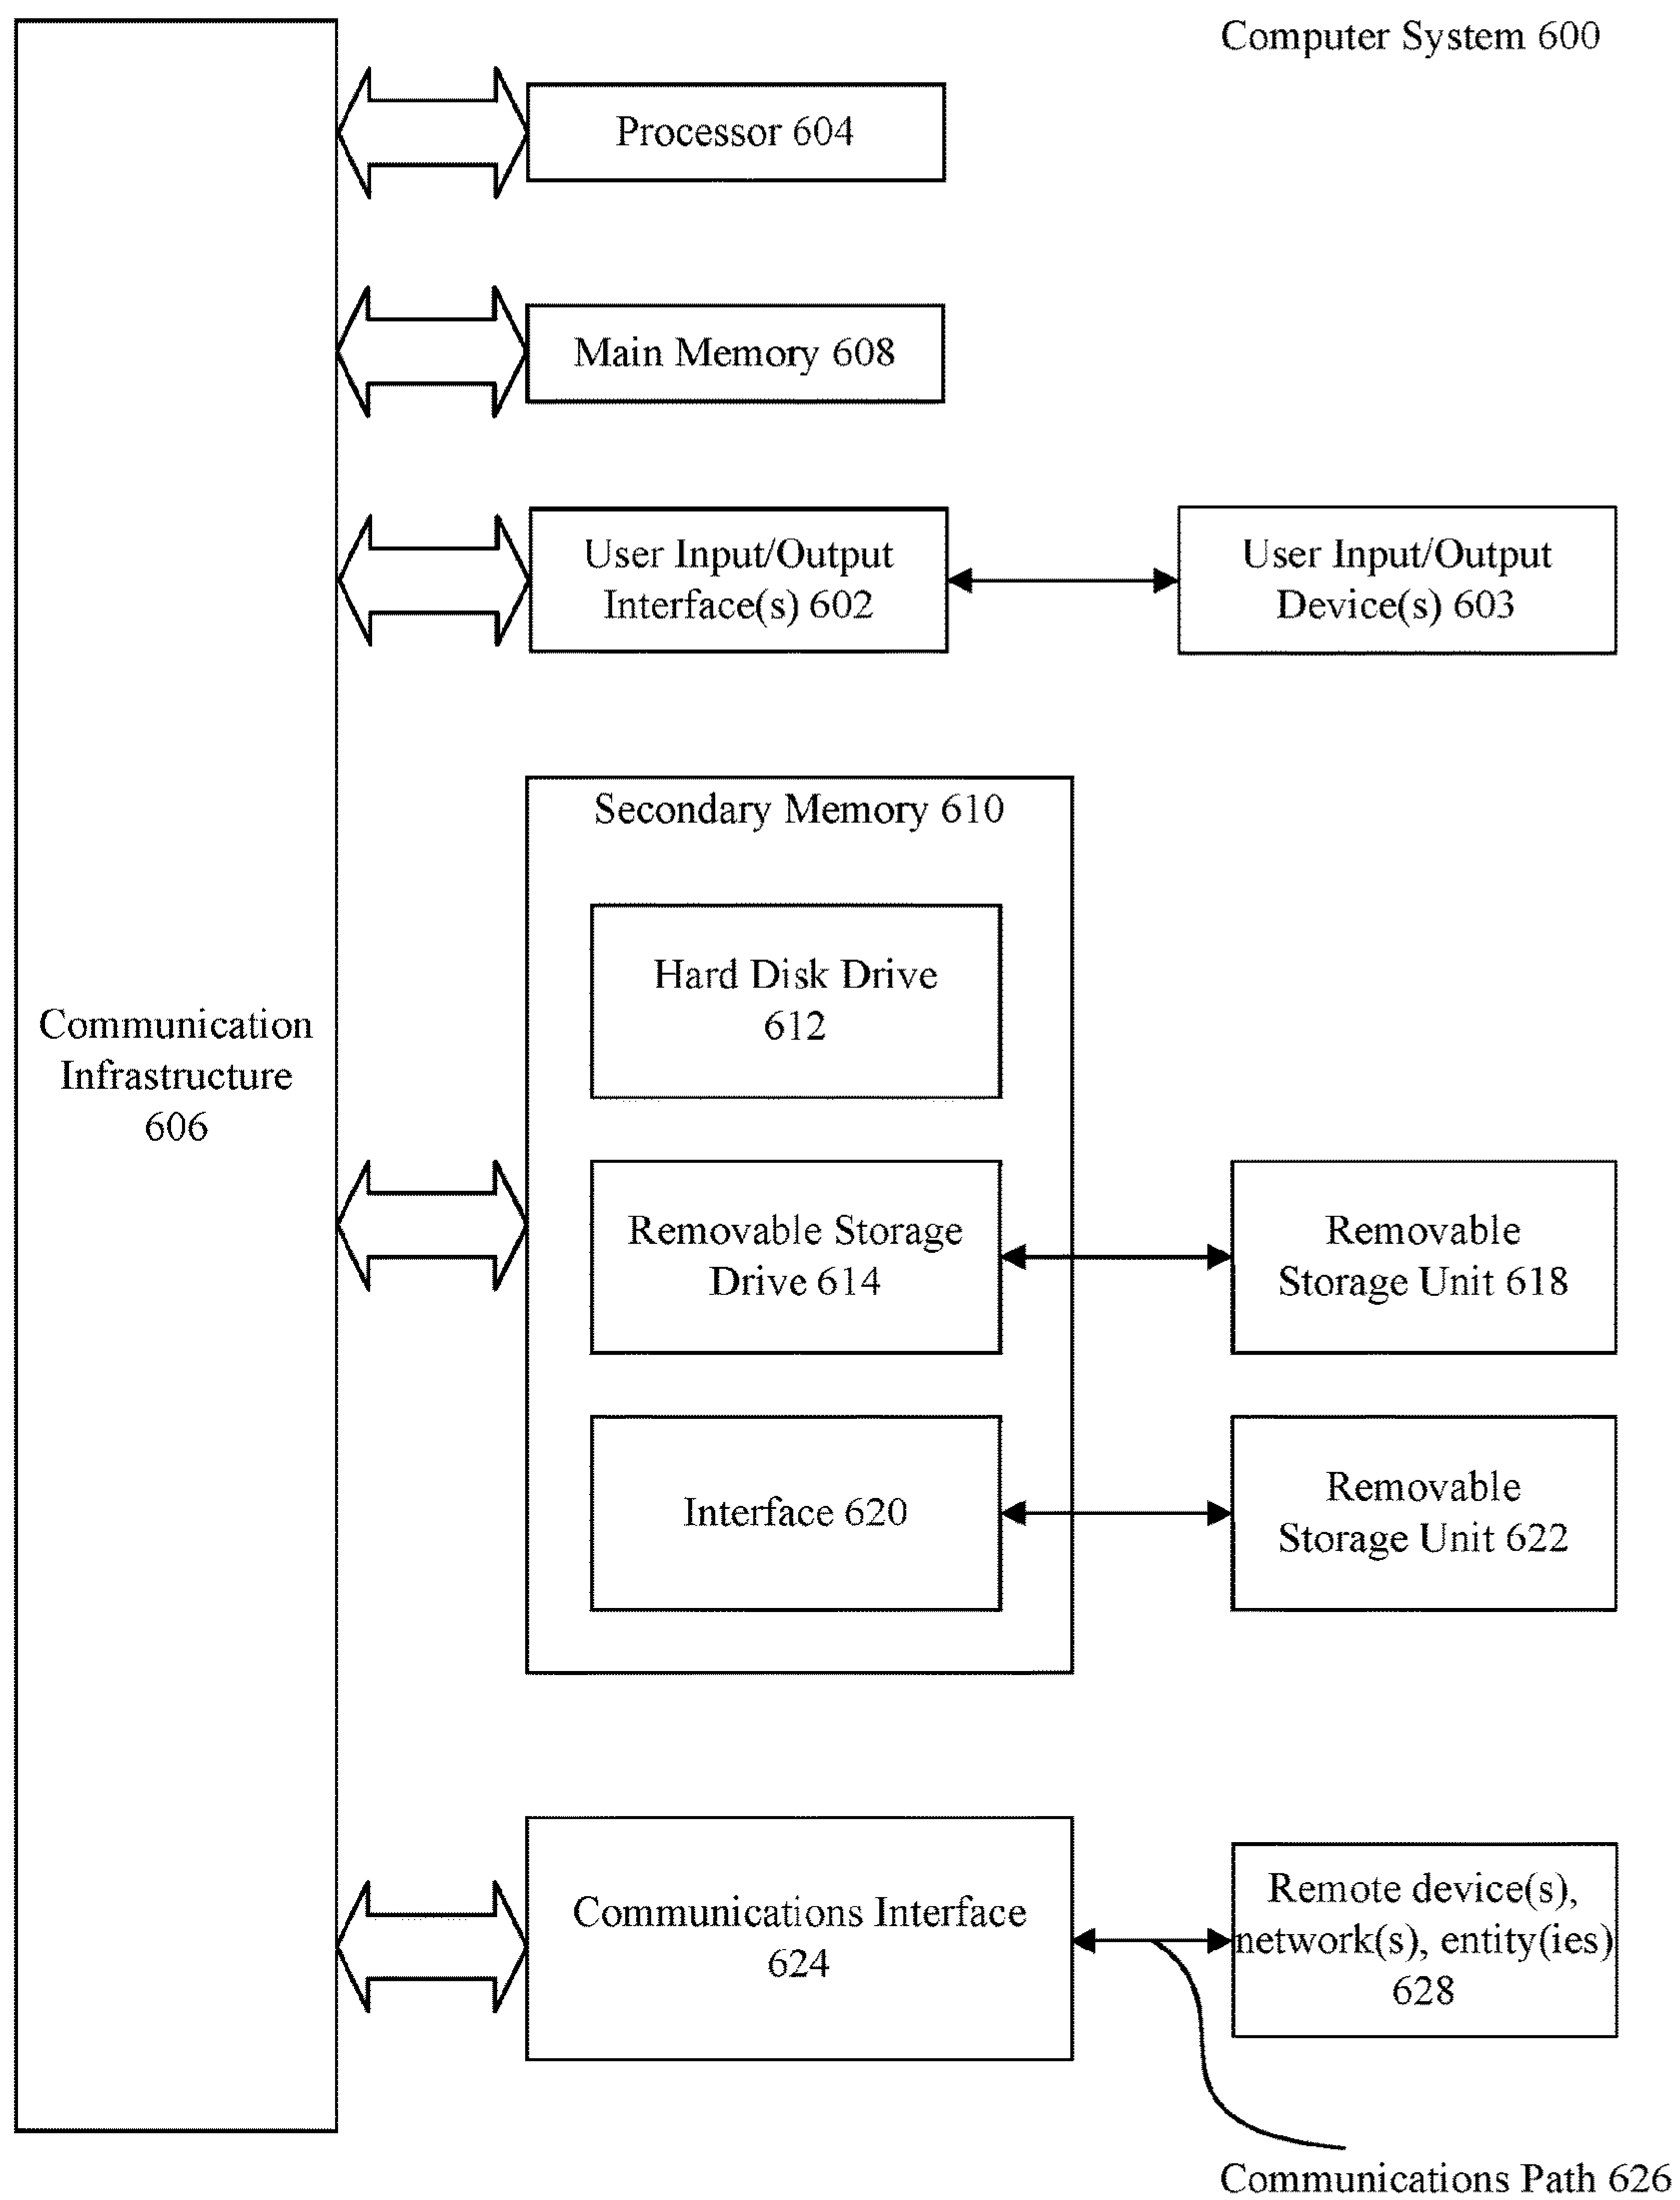 Computer System 600
Processor 604
Main Memory 608
User Input/Output
Interface(s) 602
User Input/Output
Device(s) 603
Secondary Memory 610
Hard Disk Drive
612
Communication
Infrastructure
606
Removable Storage
Drive 614
Removable
Storage Unit 618
Interface 620
Removable
Storage Unit 622
Communications Interface
624
Remote device(s),
network(s), entity(ies)
628
Communications Path 626